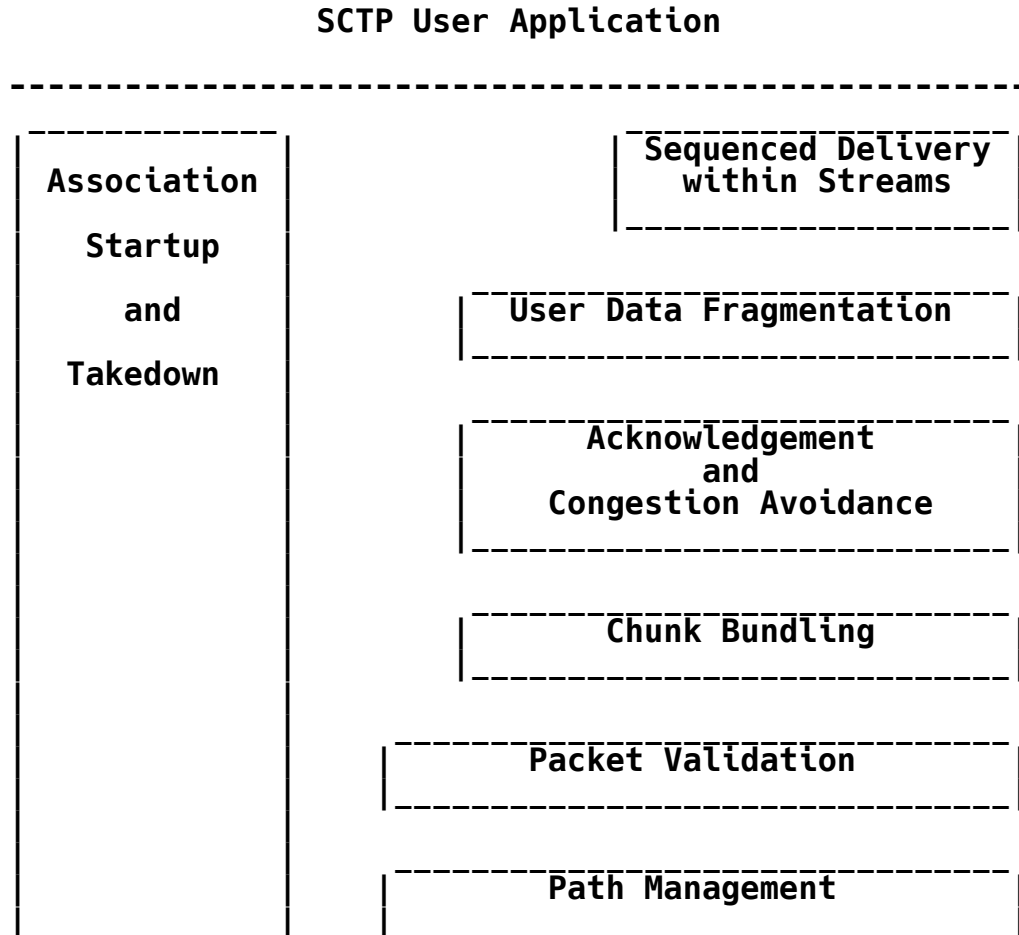 SCTP User Application
Association
Startup
and
Takedown
Sequenced Delivery
within Streams
User Data Fragmentation
Acknowledgement
and
Congestion Avoidance
Chunk Bundling
Packet Validation
Path Management